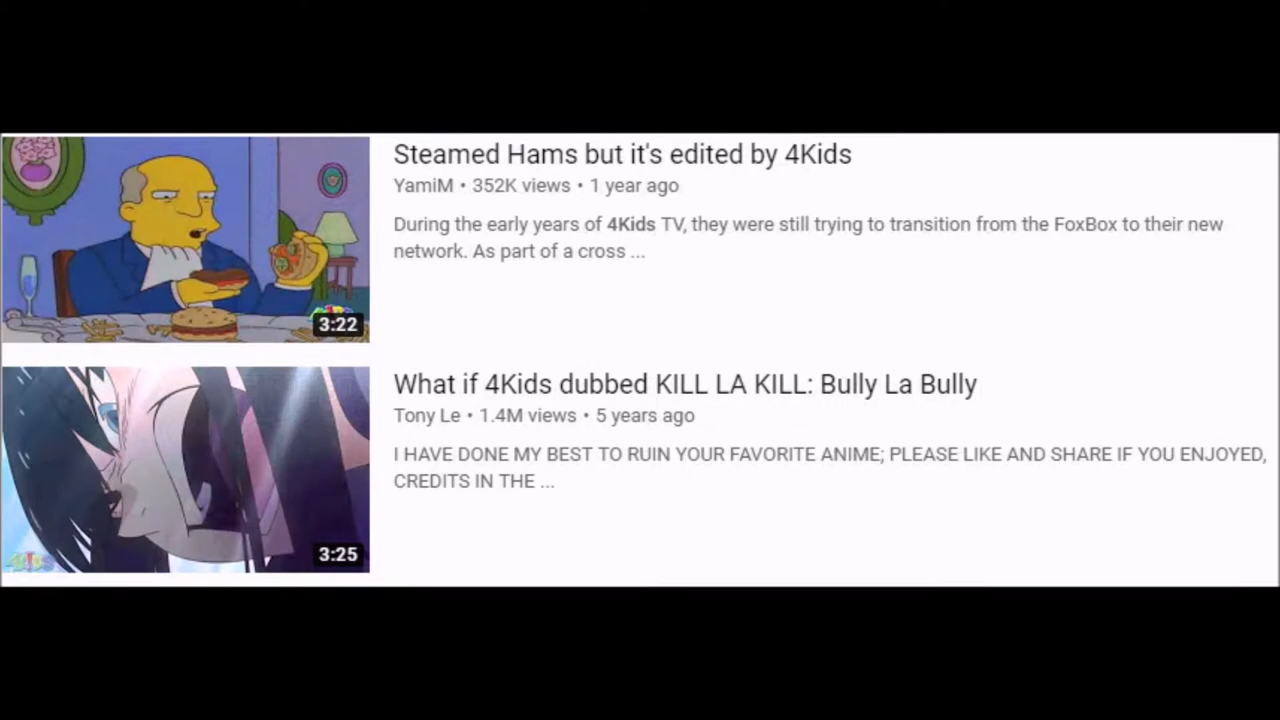 Steamed Hams but it's edited by 4Kids
YamiM • 352K views • 1 year ago
During the early years of 4Kids TV, they were still trying to transition from the FoxBox to their new
network. As part of a cross ...
3:22
What if 4Kids dubbed KILL LA KILL: Bully La Bully
Tony Le • 1.4M views • 5 years ago
I HAVE DONE MY BEST TO RUIN YOUR FAVORITE ANIME; PLEASE LIKE AND SHARE IF YOU ENJOYED,
CREDITS IN THE ...
4KiDS
3:25